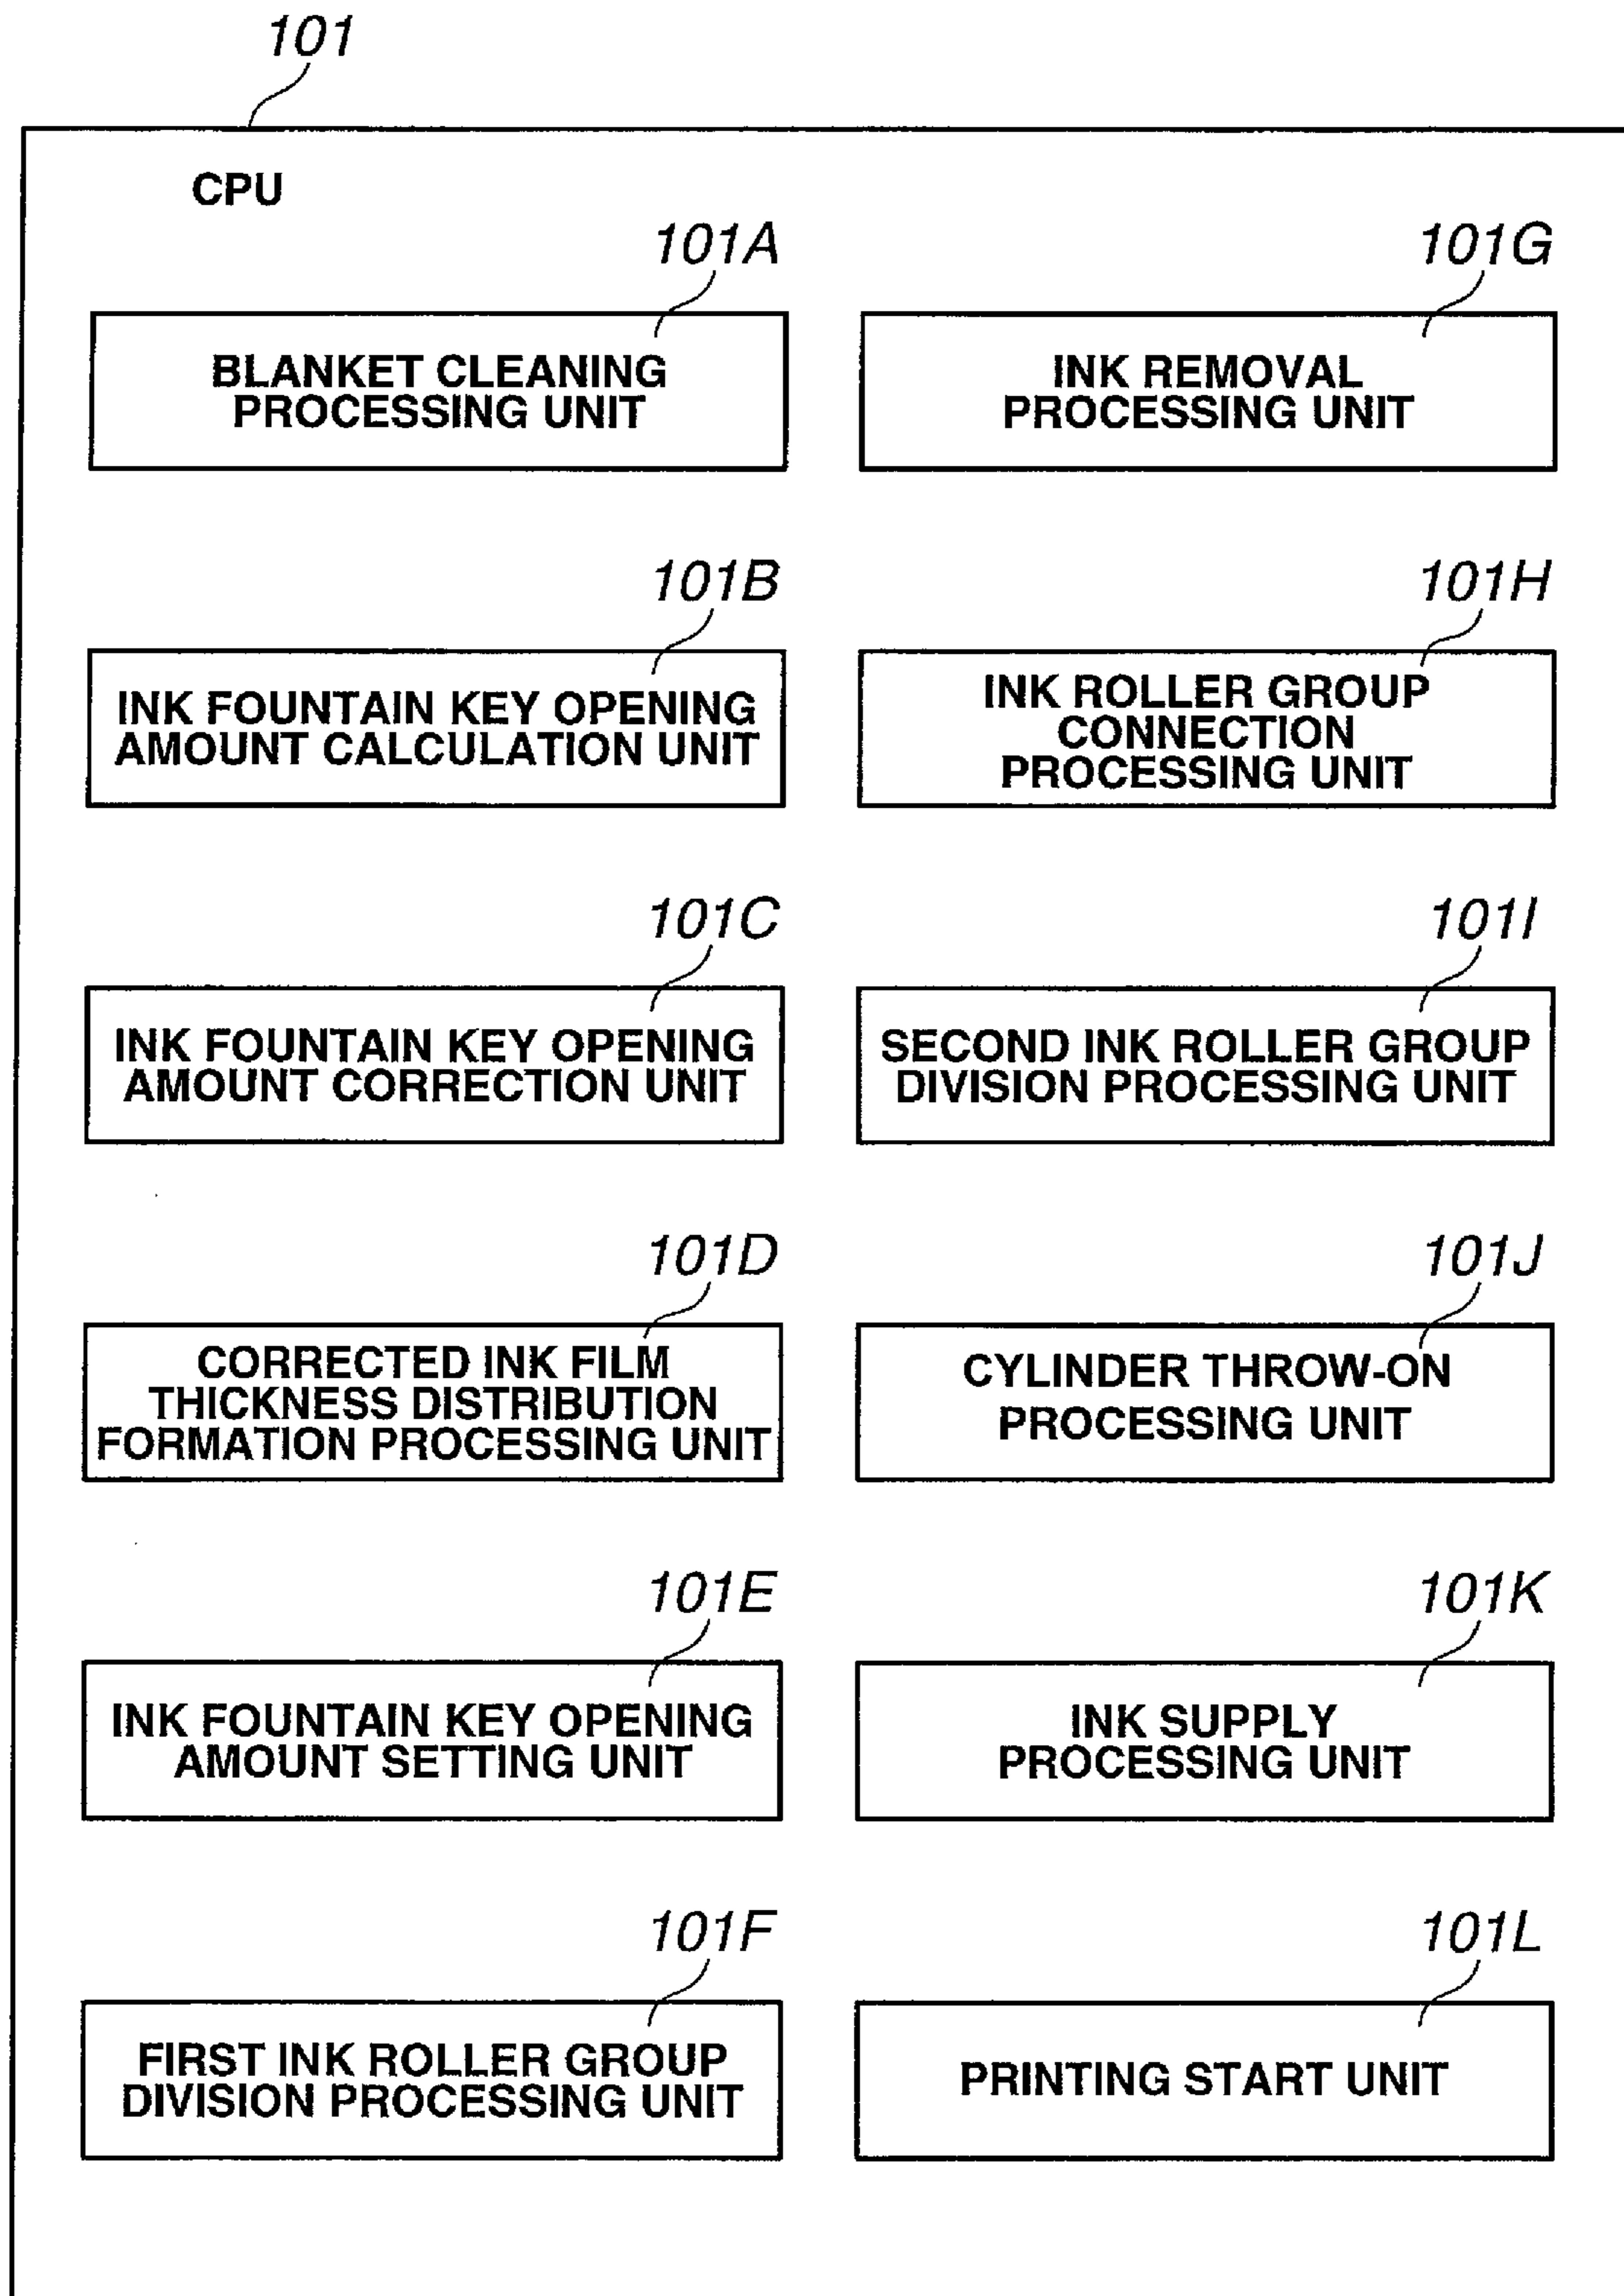 101
CPU
101A
BLANKET CLEANING
PROCESSING UNIT
101G
INK REMOVAL
PROCESSING UNIT
101B
INK FOUNTAIN KEY OPENING
AMOUNT CALCULATION UNIT
101H
INK ROLLER GROUP
CONNECTION
PROCESSING UNIT
101C
INK FOUNTAIN KEY OPENING
AMOUNT CORRECTION UNIT
101I
SECOND INK ROLLER GROUP
DIVISION PROCESSING UNIT
101D
CORRECTED INK FILM
THICKNESS DISTRIBUTION
FORMATION PROCESSING UNIT
101J
CYLINDER THROW-ON
PROCESSING UNIT
101E
INK FOUNTAIN KEY OPENING
AMOUNT SETTING UNIT
101K
INK SUPPLY
PROCESSING UNIT
101F
FIRST INK ROLLER GROUP
DIVISION PROCESSING UNIT
101L
PRINTING START UNIT